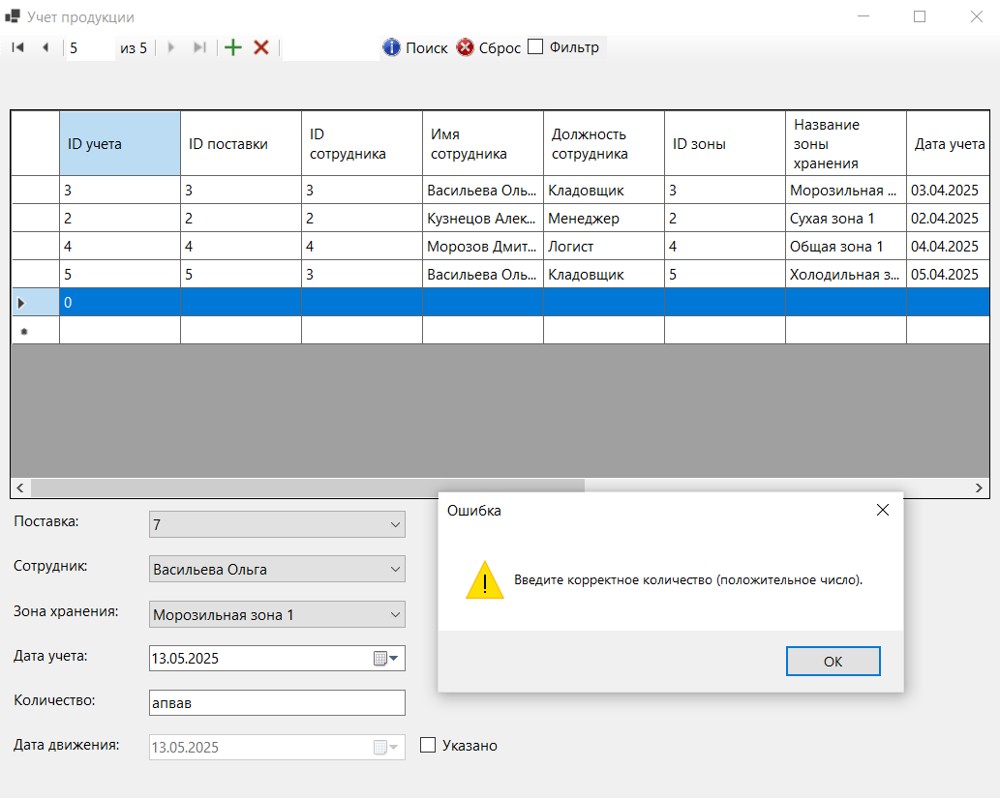 Учет продукции
5 из 5 Поиск Сброс Фильтр
ID учета ID поставки ID сотрудника Имя сотрудника Должность сотрудника ID зоны Название зоны хранения Дата учета
3 3 3 Васильева Оль... Кладовщик 3 Морозильная ... 03.04.2025
2 2 2 Кузнецов Алек... Менеджер 2 Сухая зона 1 02.04.2025
4 4 4 Морозов Дмит... Логист 4 Общая зона 1 04.04.2025
5 5 3 Васильева Оль... Кладовщик 5 Холодильная з... 05.04.2025
0
Поставка: 7
Сотрудник: Васильева Ольга
Зона хранения: Морозильная зона 1
Дата учета: 13.05.2025
Количество: апвав
Дата движения: 13.05.2025 Указано
Ошибка
Введите корректное количество (положительное число).
ОК